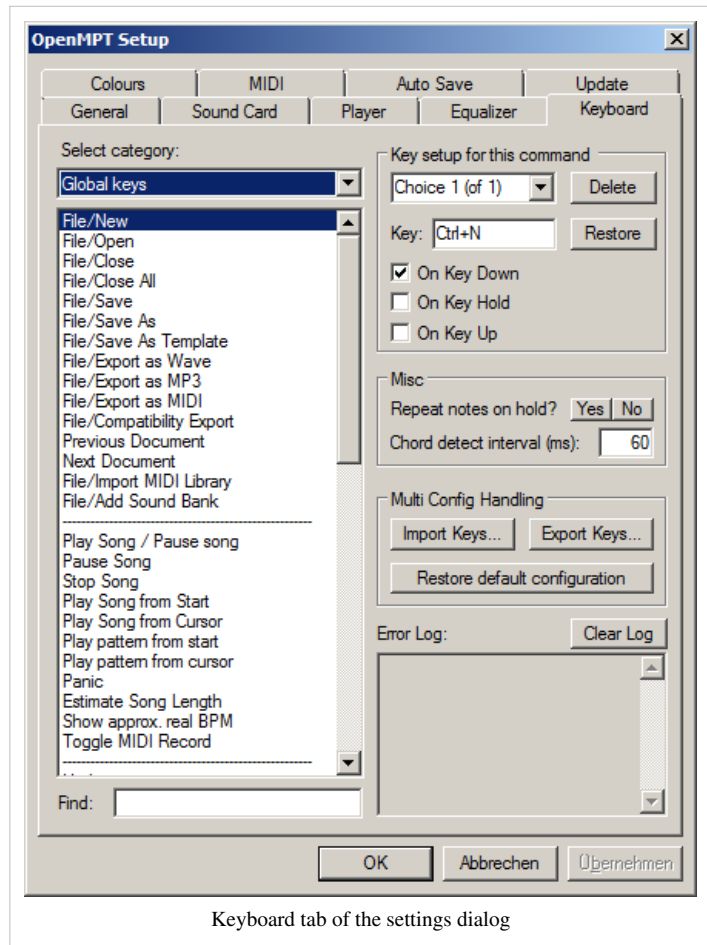 OpenMPT Setup
Colours MIDI Auto Save Update
General Sound Card Player Equalizer Keyboard
Select category:
Global keys
File/New
File/Open
File/Close
File/Close All
File/Save
File/Save As
File/Save As Template
File/Export as Wave
File/Export as MP3
File/Export as MIDI
File/Compatibility Export
Previous Document
Next Document
File/Import MIDI Library
File/Add Sound Bank
------------------------------------------------------
Play Song / Pause song
Pause Song
Stop Song
Play Song from Start
Play Song from Cursor
Play pattern from start
Play pattern from cursor
Panic
Estimate Song Length
Show approx. real BPM
Toggle MIDI Record
------------------------------------------------------
Find:
Key setup for this command
Choice 1 (of 1) Delete
Key: Ctrl+N Restore
On Key Down
On Key Hold
On Key Up
Misc
Repeat notes on hold? Yes No
Chord detect interval (ms): 60
Multi Config Handling
Import Keys... Export Keys...
Restore default configuration
Error Log: Clear Log
OK Abbrechen Übernehmen
Keyboard tab of the settings dialog